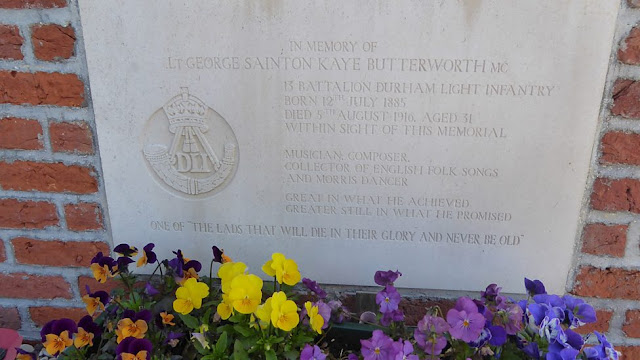 IN MEMORY OF
LT GEORGE SAINTON KAYE BUTTERWORTH MC
13 BATTALION DURHAM LIGHT INFANTRY
BORN 12TH JULY 1885
DIED 5TH AUGUST 1916, AGED 31
WITHIN SIGHT OF THIS MEMORIAL
DLI
MUSICIAN, COMPOSER,
COLLECTOR OF ENGLISH FOLK SONGS
AND MORRIS DANCER
GREAT IN WHAT HE ACHIEVED
GREATER STILL IN WHAT HE PROMISED
ONE OF "THE LADS THAT WILL DIE IN THEIR GLORY AND NEVER BE OLD"